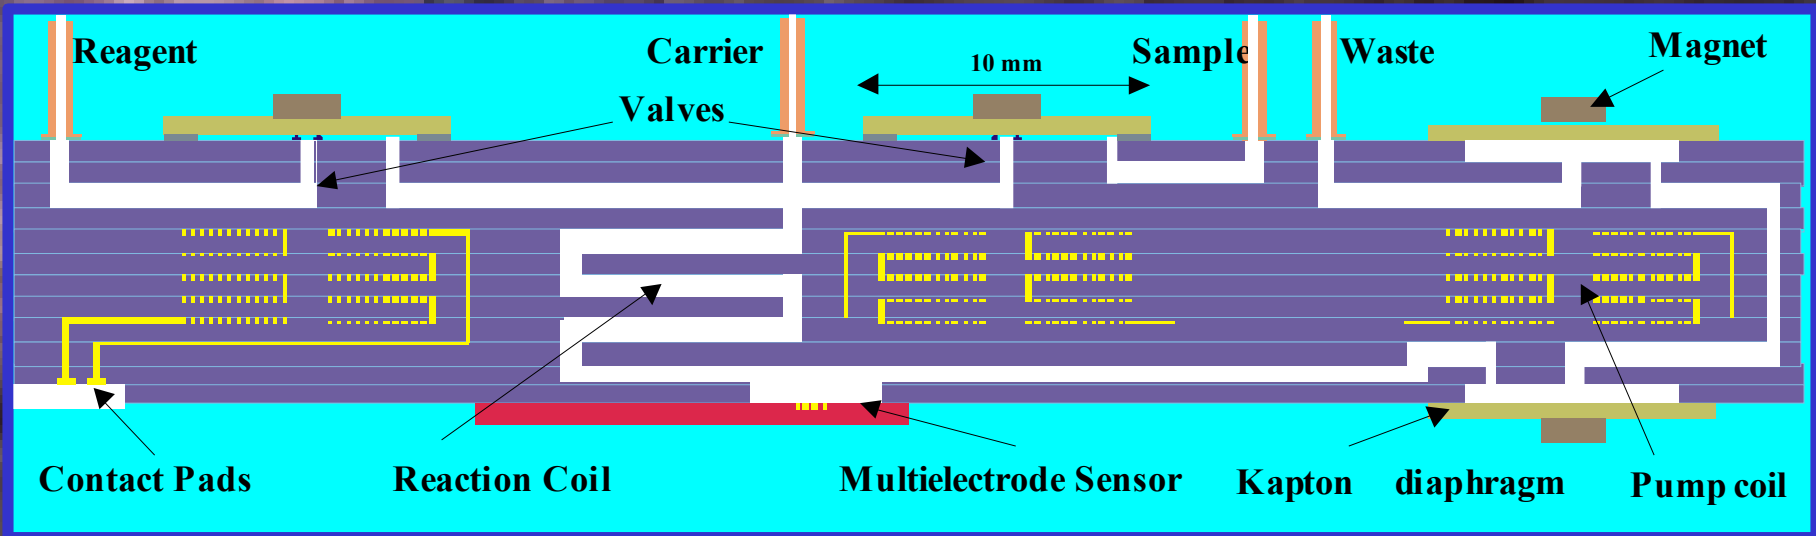 Reagent
Carrier
Sample
Waste
Magnet
10 mm
Valves
Contact Pads
Reaction Coil
Multielectrode Sensor
Kapton diaphragm
Pump coil